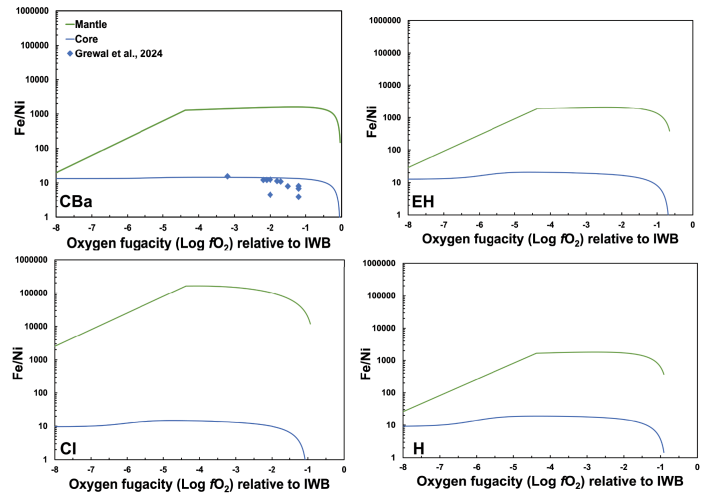 1000000
Mantle
Core
Grewal et al., 2024
100000
10000
1000
100
10
1
Fe/Ni
CBa
-8 -7 -6 -5 -4 -3 -2 -1 0
Oxygen fugacity (Log fO2) relative to IWB
1000000
100000
10000
1000
100
10
1
Fe/Ni
EH
-8 -7 -6 -5 -4 -3 -2 -1 0
Oxygen fugacity (Log fO2) relative to IWB
1000000
100000
10000
1000
100
10
1
Fe/Ni
CI
-8 -7 -6 -5 -4 -3 -2 -1 0
Oxygen fugacity (Log fO2) relative to IWB
1000000
100000
10000
1000
100
10
1
Fe/Ni
H
-8 -7 -6 -5 -4 -3 -2 -1 0
Oxygen fugacity (Log fO2) relative to IWB